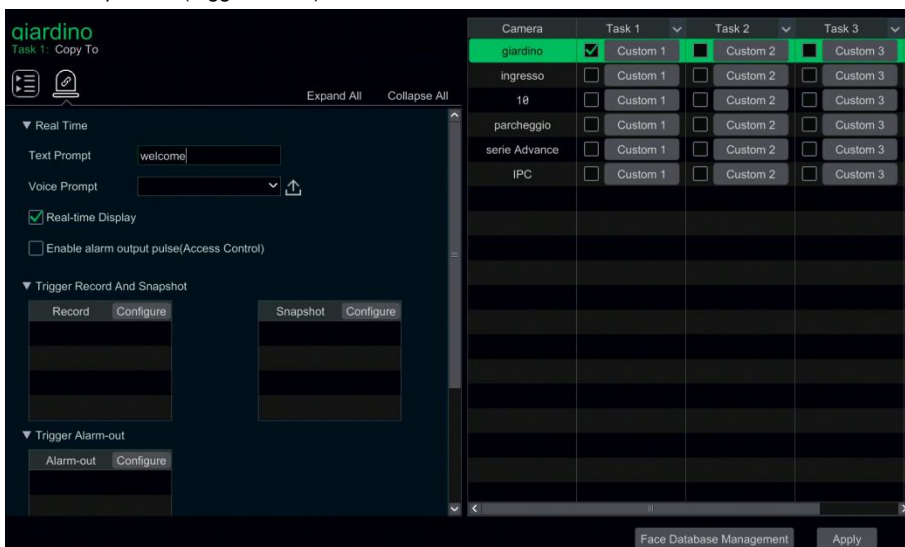 giardino
Task 1: Copy To
Expand All Collapse All
Real Time
Text Prompt welcome
Voice Prompt
Real-time Display
Enable alarm output pulse(Access Control)
Trigger Record And Snapshot
Record Configure Snapshot Configure
Trigger Alarm-out
Alarm-out Configure
Camera Task 1 Task 2 Task 3
giardino Custom 1 Custom 2 Custom 3
ingresso Custom 1 Custom 2 Custom 3
10 Custom 1 Custom 2 Custom 3
parcheggio Custom 1 Custom 2 Custom 3
serie Advance Custom 1 Custom 2 Custom 3
IPC Custom 1 Custom 2 Custom 3
Face Database Management Apply